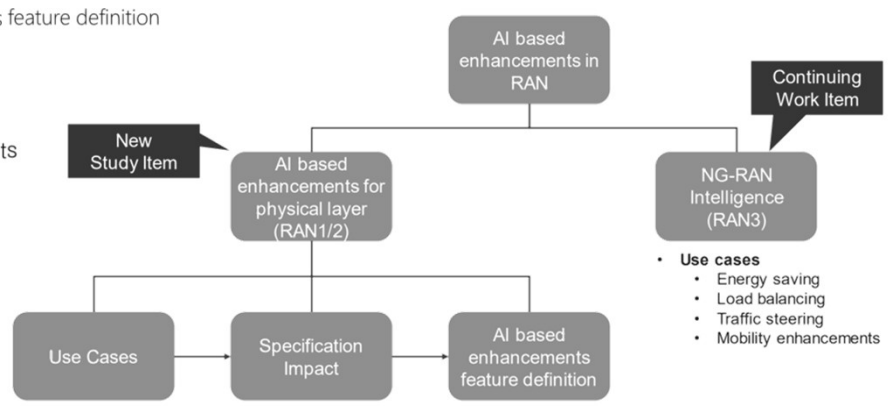 s feature definition
AI based
enhancements in
RAN
Continuing
Work Item
New
Study Item
ts
AI based
enhancements for
physical layer
(RAN1/2)
NG-RAN
Intelligence
(RAN3)
• Use cases
• Energy saving
• Load balancing
• Traffic steering
• Mobility enhancements
Use Cases
Specification
Impact
AI based
enhancements
feature definition